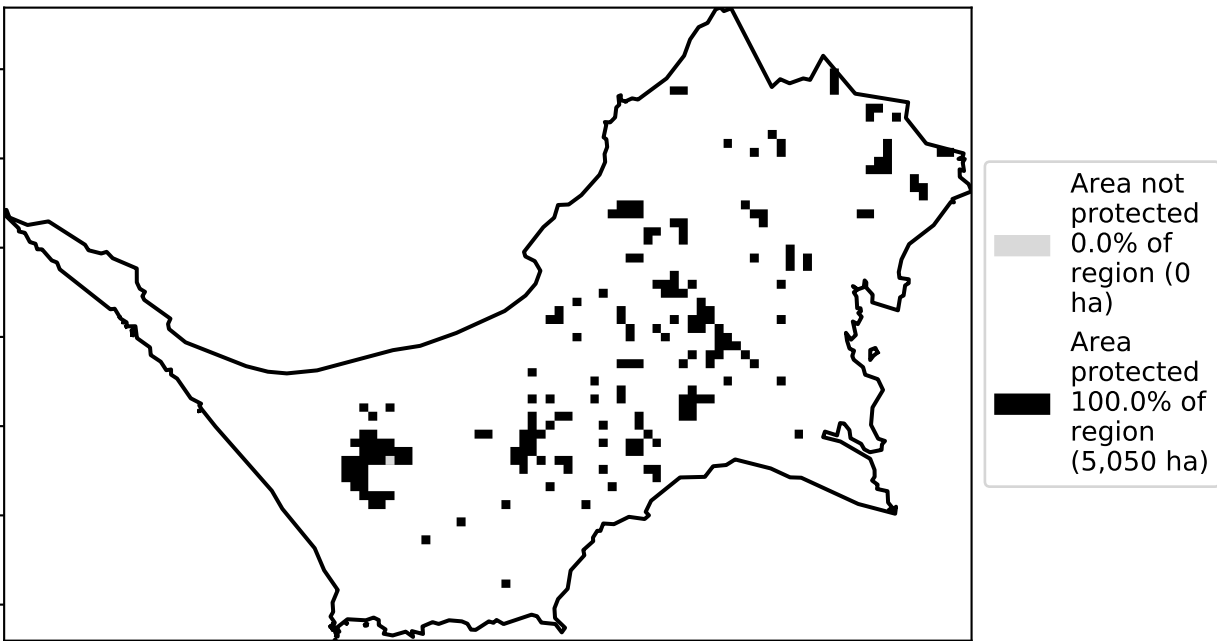 Area not
protected
0.0% of
region (0
ha)
Area
protected
100.0% of
region
(5,050 ha)